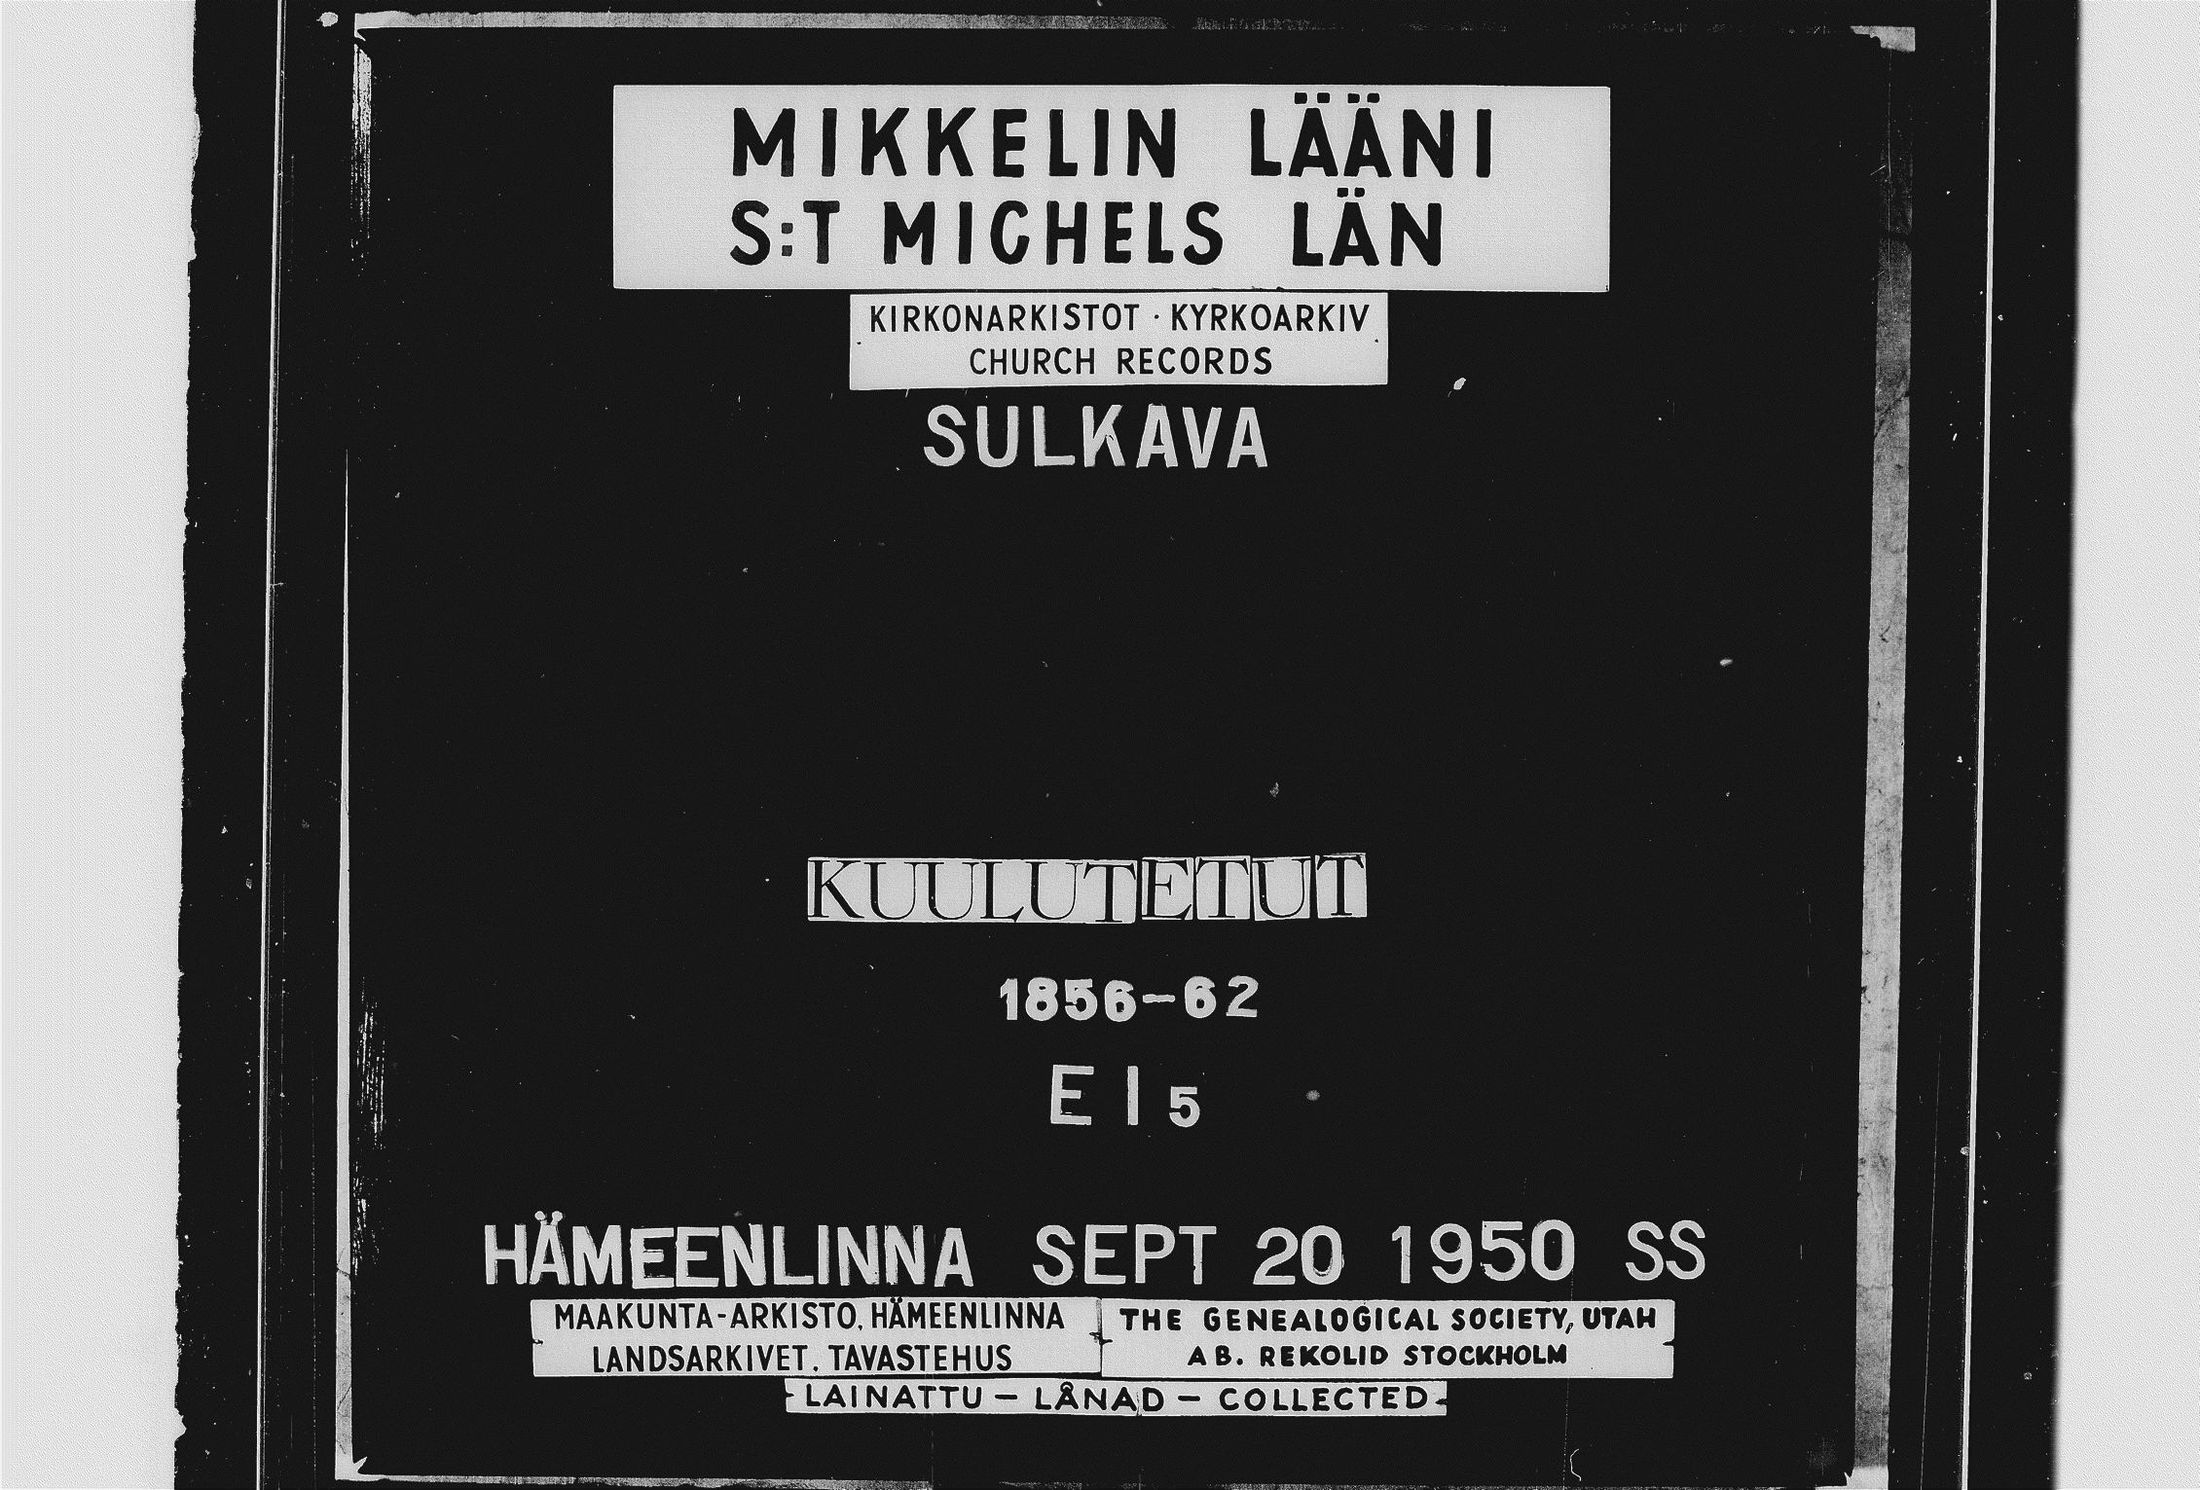 MIKKELIN LÄÄNI
S:T MICHELS LÄN
KIRKONARKISTOT · KYRKOARKIV
CHURCH RECORDS
SULKAVA
KUULUTETUT
1856-62
E I 5
HÄMEENLINNA SEPT 20 1950 SS
MAAKUNTA-ARKISTO, HÄMEENLINNA
LANDSARKIVET, TAVASTEHUS
THE GENEALOGICAL SOCIETY, UTAH
AB. REKOLID STOCKHOLM
LAINATTU - LÅNAD - COLLECTED